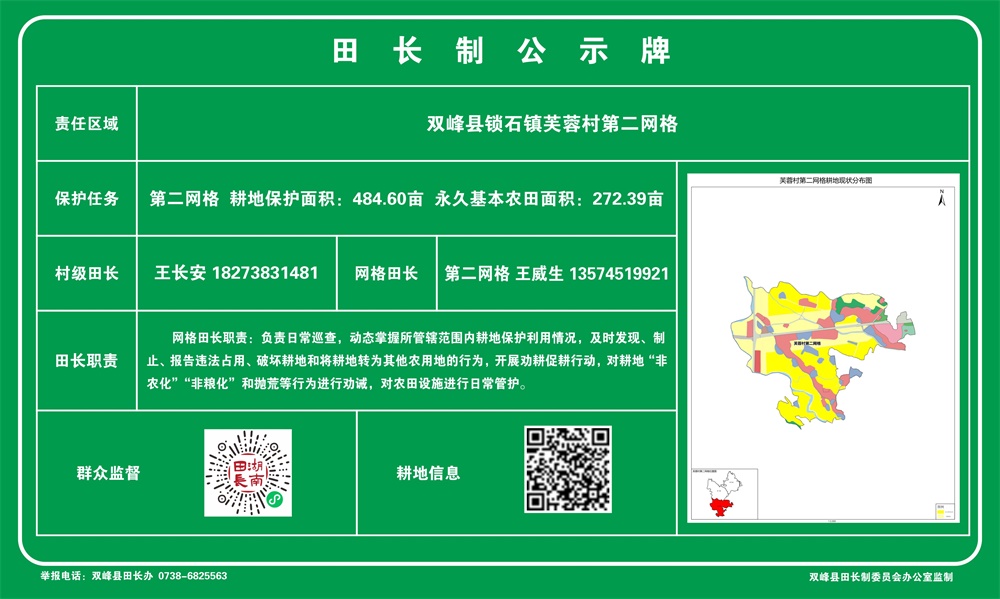 田长制公示牌
责任区域
双峰县锁石镇芙蓉村第二网格
保护任务
第二网格 耕地保护面积：484.60亩 永久基本农田面积：272.39亩
村级田长
王长安 18273831481
网格田长
第二网格 王威生 13574519921
田长职责
网格田长职责：负责日常巡查，动态掌握所管辖范围内耕地保护利用情况，及时发现、制
止、报告违法占用、破坏耕地和将耕地转为其他农用地的行为，开展劝耕促耕行动，对耕地“非
农化”“非粮化”和抛荒等行为进行劝诫，对农田设施进行日常管护。
芙蓉村第二网格耕地现状分布图
N
芙蓉村第二网格
群众监督
湖南
田長
耕地信息
举报电话：双峰县田长办 0738-6825563
双峰县田长制委员会办公室监制